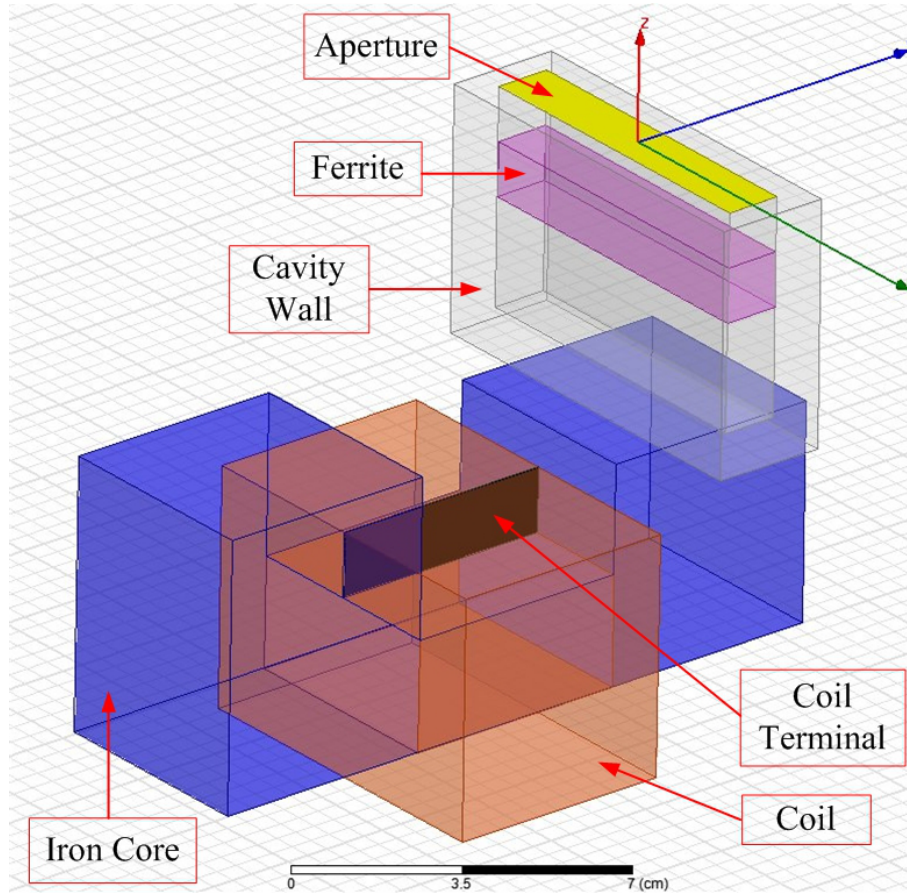 Aperture
z
Ferrite
Cavity
Wall
Coil
Terminal
Coil
Iron Core
0
3.5
7 (cm)